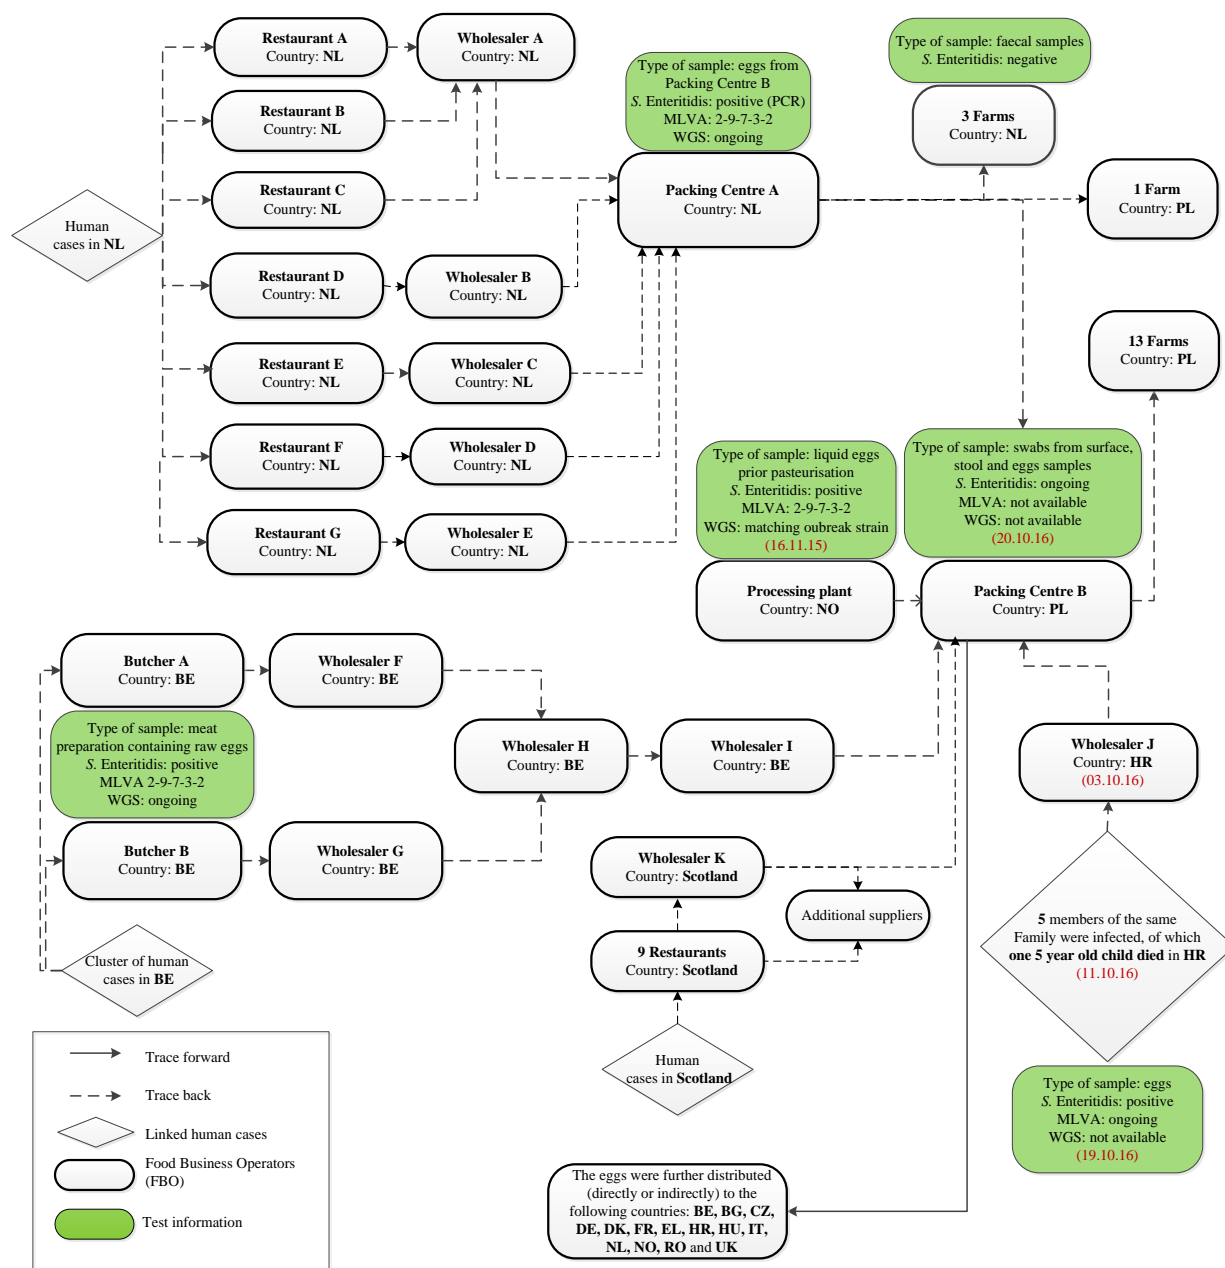 Restaurant A
Country: NL
Wholesaler A
Country: NL
Type of sample: eggs from
Packing Centre B
S. Enteritidis: positive (PCR)
MLVA: 2-9-7-3-2
WGS: ongoing
Type of sample: faecal samples
S. Enteritidis: negative
Restaurant B
Country: NL
3 Farms
Country: NL
Restaurant C
Country: NL
Packing Centre A
Country: NL
1 Farm
Country: PL
Human
cases in NL
Restaurant D
Country: NL
Wholesaler B
Country: NL
13 Farms
Country: PL
Restaurant E
Country: NL
Wholesaler C
Country: NL
Restaurant F
Country: NL
Wholesaler D
Country: NL
Type of sample: liquid eggs
prior pasteurisation
S. Enteritidis: positive
MLVA: 2-9-7-3-2
WGS: matching oubreak strain
(16.11.15)
Type of sample: swabs from surface,
stool and eggs samples
S. Enteritidis: ongoing
MLVA: not available
WGS: not available
(20.10.16)
Restaurant G
Country: NL
Wholesaler E
Country: NL
Processing plant
Country: NO
Packing Centre B
Country: PL
Butcher A
Country: BE
Wholesaler F
Country: BE
Type of sample: meat
preparation containing raw eggs
S. Enteritidis: positive
MLVA 2-9-7-3-2
WGS: ongoing
Wholesaler H
Country: BE
Wholesaler I
Country: BE
Wholesaler J
Country: HR
(03.10.16)
Butcher B
Country: BE
Wholesaler G
Country: BE
Wholesaler K
Country: Scotland
Additional suppliers
9 Restaurants
Country: Scotland
5 members of the same
Family were infected, of which
one 5 year old child died in HR
(11.10.16)
Cluster of human
cases in BE
Human
cases in Scotland
Type of sample: eggs
S. Enteritidis: positive
MLVA: ongoing
WGS: not available
(19.10.16)
Trace forward
Trace back
Linked human cases
Food Business Operators
(FBO)
Test information
The eggs were further distributed
(directly or indirectly) to the
following countries: BE, BG, CZ,
DE, DK, FR, EL, HR, HU, IT,
NL, NO, RO and UK